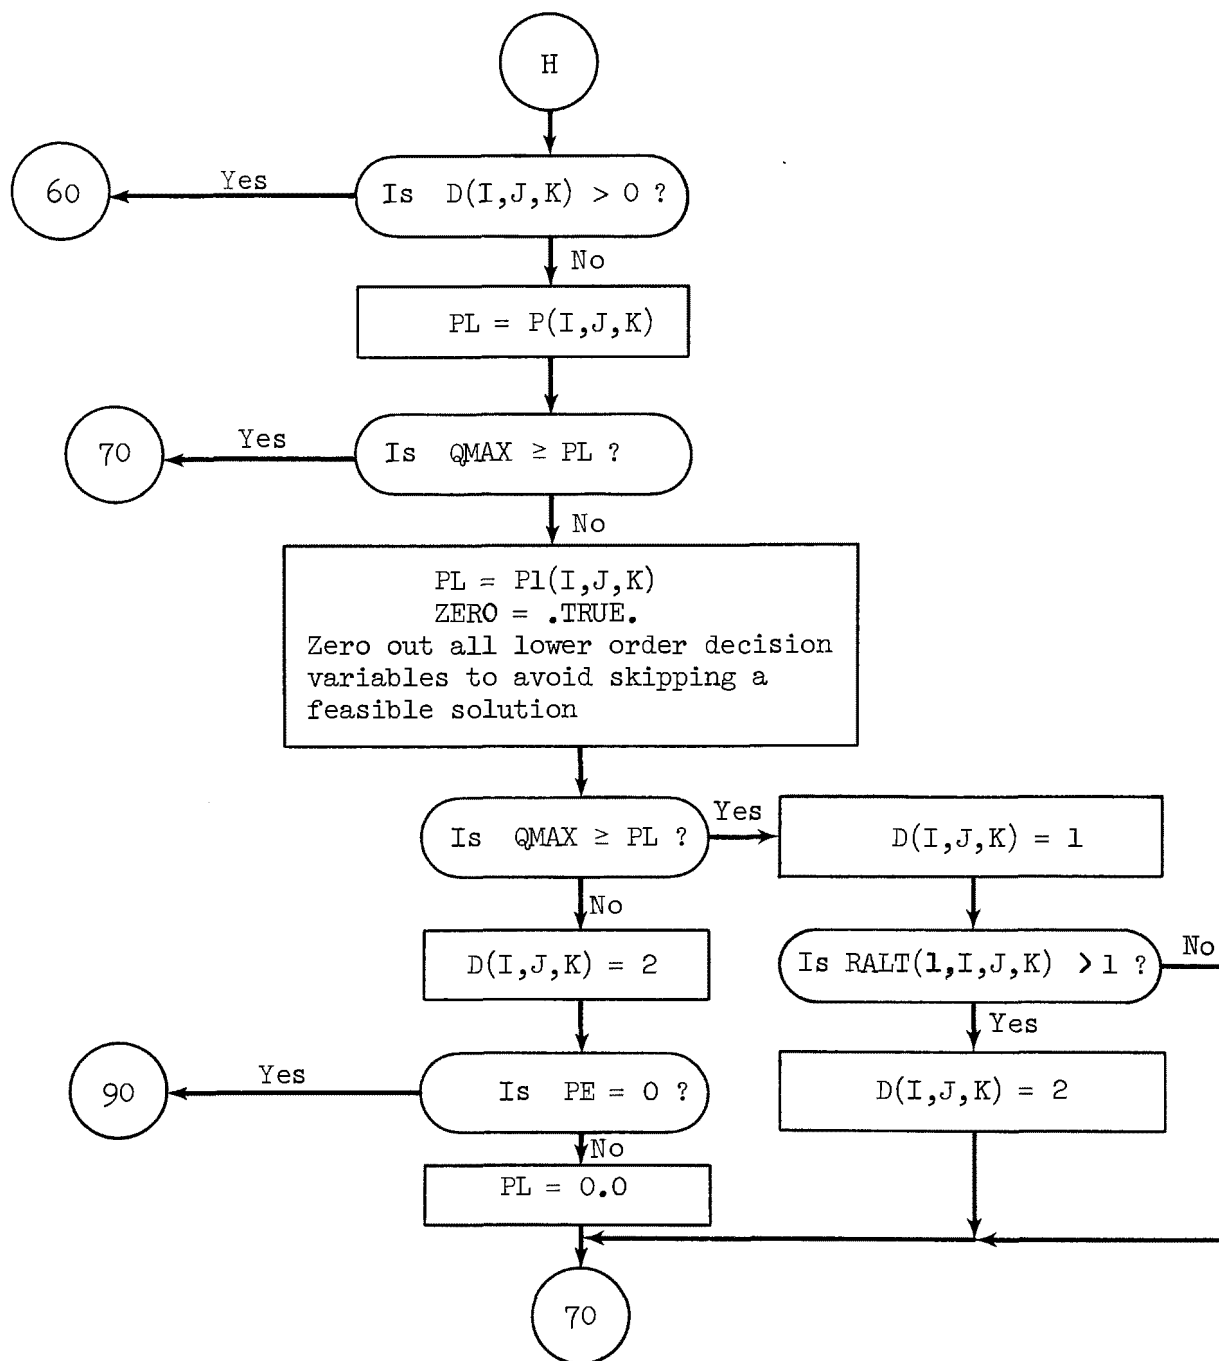 H
Is D(I,J,K) > 0 ?
Yes
60
No
PL = P(I,J,K)
Is QMAX ≥ PL ?
Yes
70
No
PL = P1(I,J,K)
ZERO = .TRUE.
Zero out all lower order decision
variables to avoid skipping a
feasible solution
Is QMAX ≥ PL ?
Yes
D(I,J,K) = 1
No
D(I,J,K) = 2
Is RALT(1,I,J,K) > 1 ?
No
Yes
D(I,J,K) = 2
Is PE = 0 ?
Yes
90
No
PL = 0.0
70